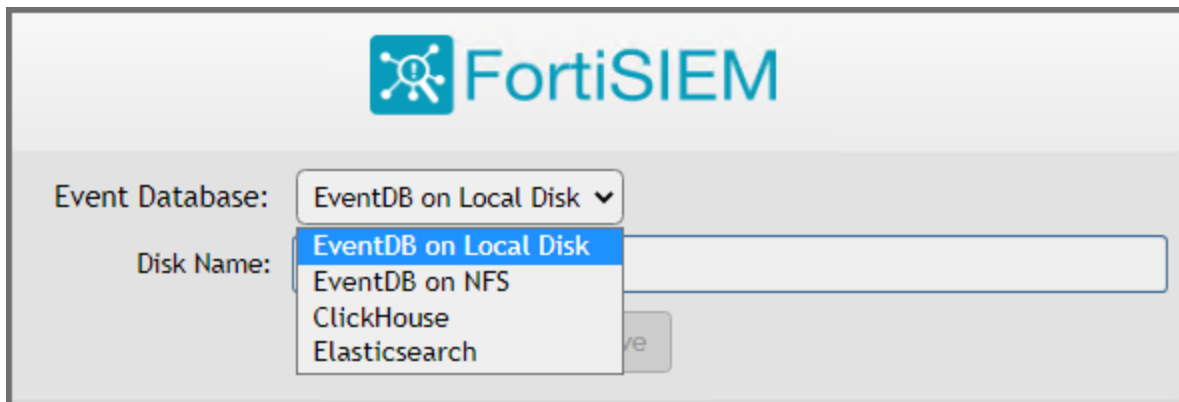 FortiSIEM
Event Database: EventDB on Local Disk
EventDB on Local Disk
Disk Name:
EventDB on NFS
ClickHouse
Elasticsearch